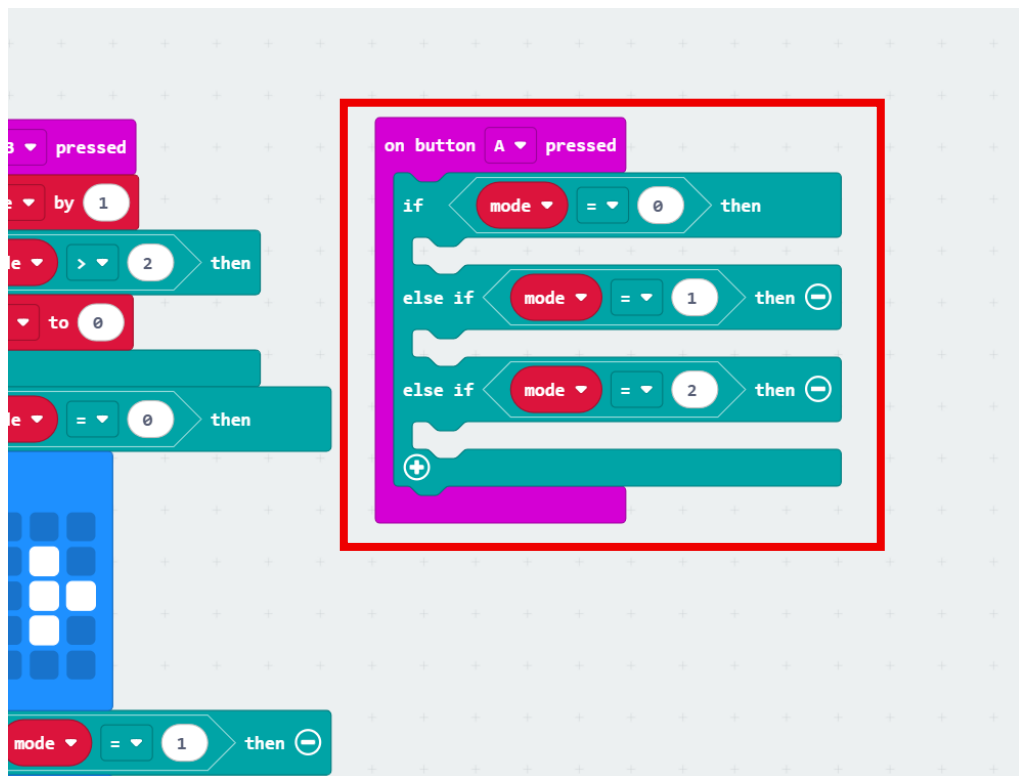 pressed
by 1
> 2 then
to 0
= 0 then
mode = 1 then
on button A pressed
if mode = 0 then
else if mode = 1 then
else if mode = 2 then